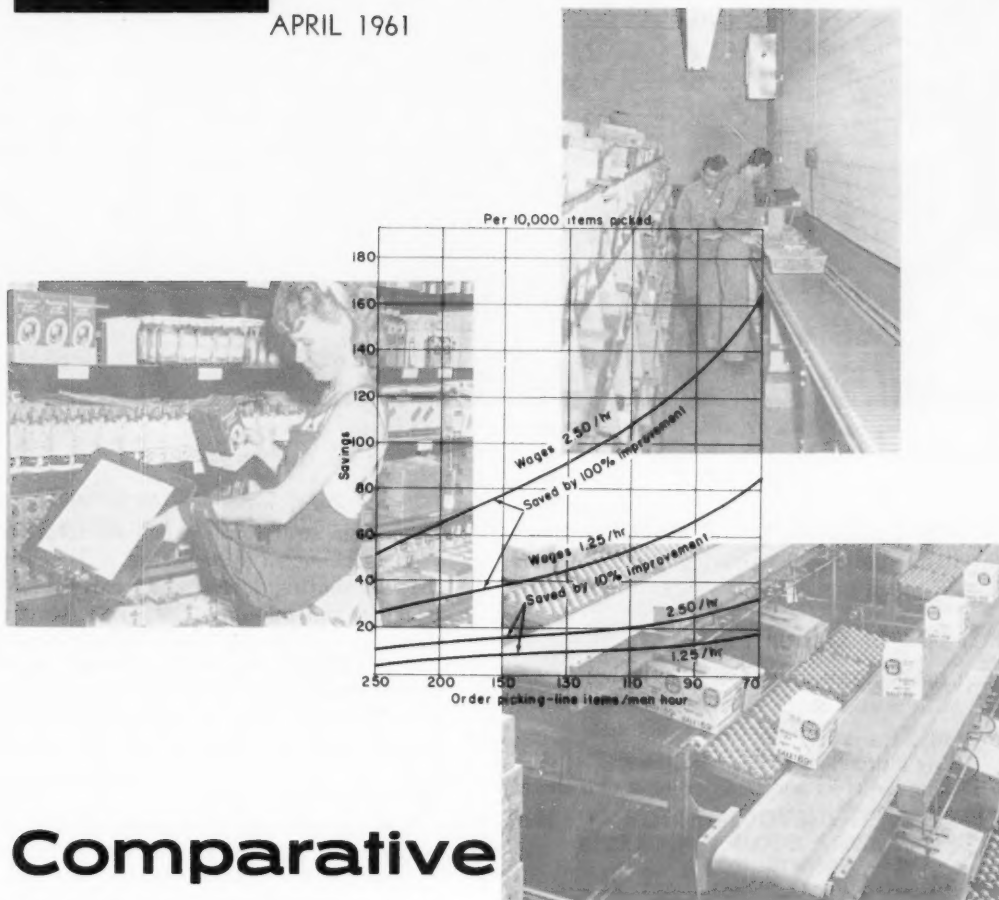 APRIL 1961
Per 10,000 items picked
180
160
140
120
100
80
60
40
20
Savings
Wages 2.50/hr
Saved by 100% improvement
Wages 1.25/hr
Saved by 10% improvement
2.50/hr
1.25/hr
250 200 150 130 110 90 70
Order picking-line items/man hour
Comparative